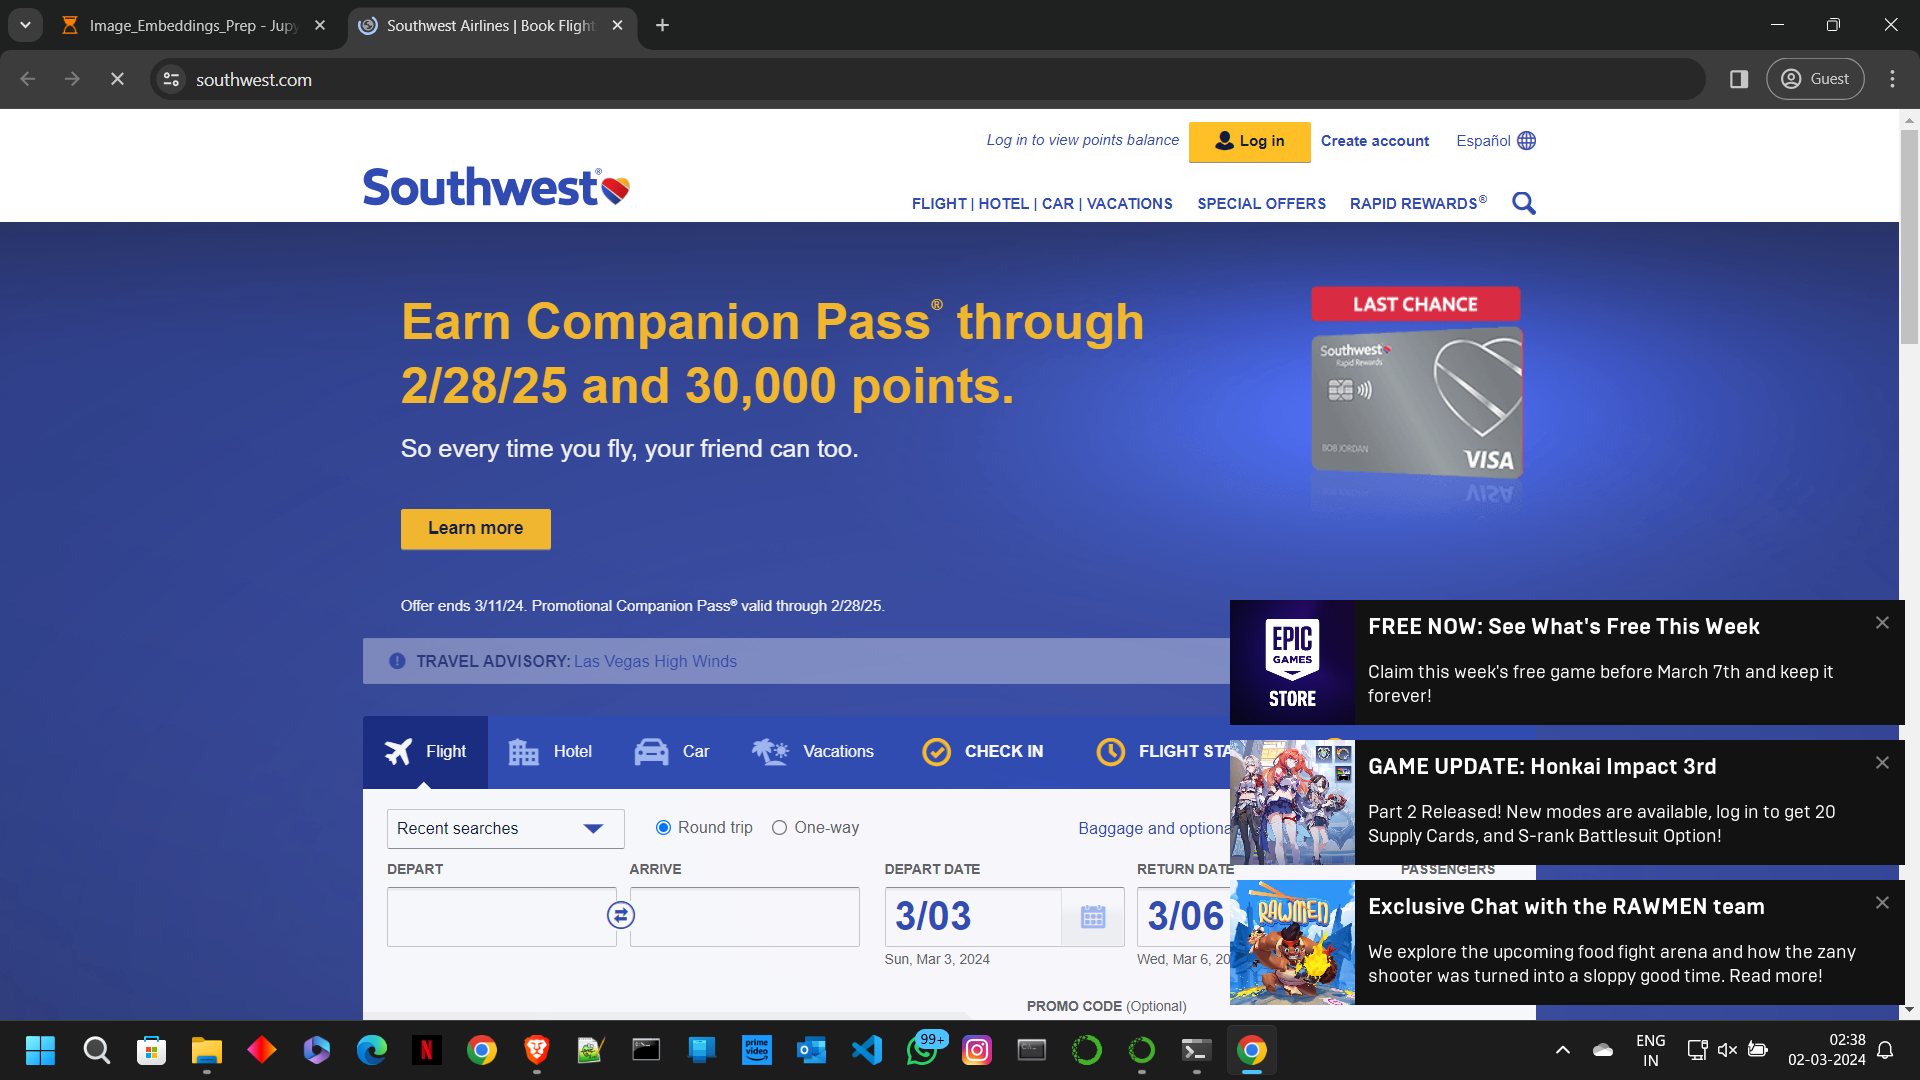 Image_Embeddings_Prep - Jupy
Southwest Airlines | Book Flight
southwest.com
Guest
Log in to view points balance
Log in
Create account
Español
Southwest®
FLIGHT | HOTEL | CAR | VACATIONS
SPECIAL OFFERS
RAPID REWARDS®
Earn Companion Pass® through
2/28/25 and 30,000 points.
So every time you fly, your friend can too.
Learn more
Offer ends 3/11/24. Promotional Companion Pass® valid through 2/28/25.
LAST CHANCE
Southwest
Rapid Rewards
BOB JORDAN
VISA
TRAVEL ADVISORY: Las Vegas High Winds
Flight
Hotel
Car
Vacations
CHECK IN
FLIGHT STA
Recent searches
Round trip
One-way
Baggage and optiona
DEPART
ARRIVE
DEPART DATE
RETURN DATE
PASSENGERS
3/03
3/06
Sun, Mar 3, 2024
Wed, Mar 6, 20
PROMO CODE (Optional)
EPIC
GAMES
STORE
FREE NOW: See What's Free This Week
Claim this week's free game before March 7th and keep it
forever!
GAME UPDATE: Honkai Impact 3rd
Part 2 Released! New modes are available, log in to get 20
Supply Cards, and S-rank Battlesuit Option!
RAWMEN
Exclusive Chat with the RAWMEN team
We explore the upcoming food fight arena and how the zany
shooter was turned into a sloppy good time. Read more!
prime
video
99+
ENG
IN
02:38
02-03-2024